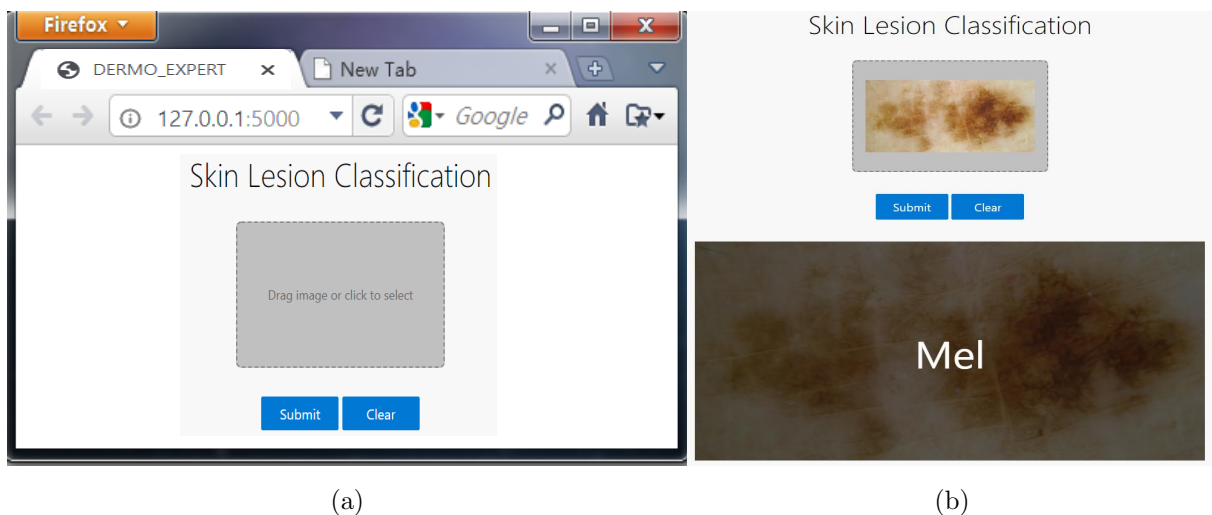 Firefox
DERMO_EXPERT
New Tab
127.0.0.1:5000
Google
Skin Lesion Classification
Drag image or click to select
Submit Clear
(a)
Skin Lesion Classification
Submit Clear
Mel
(b)